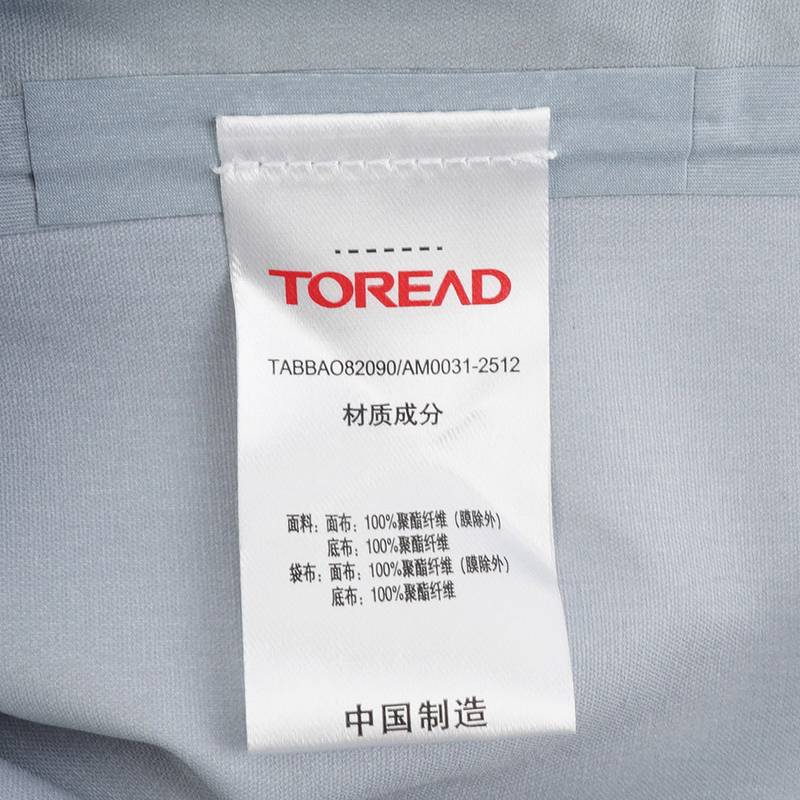 TOREAD
TABBAO82090/AM0031-2512
材质成分
面料：面布：100%聚酯纤维（膜除外）
底布：100%聚酯纤维
袋布：面布：100%聚酯纤维（膜除外）
底布：100%聚酯纤维
中国制造